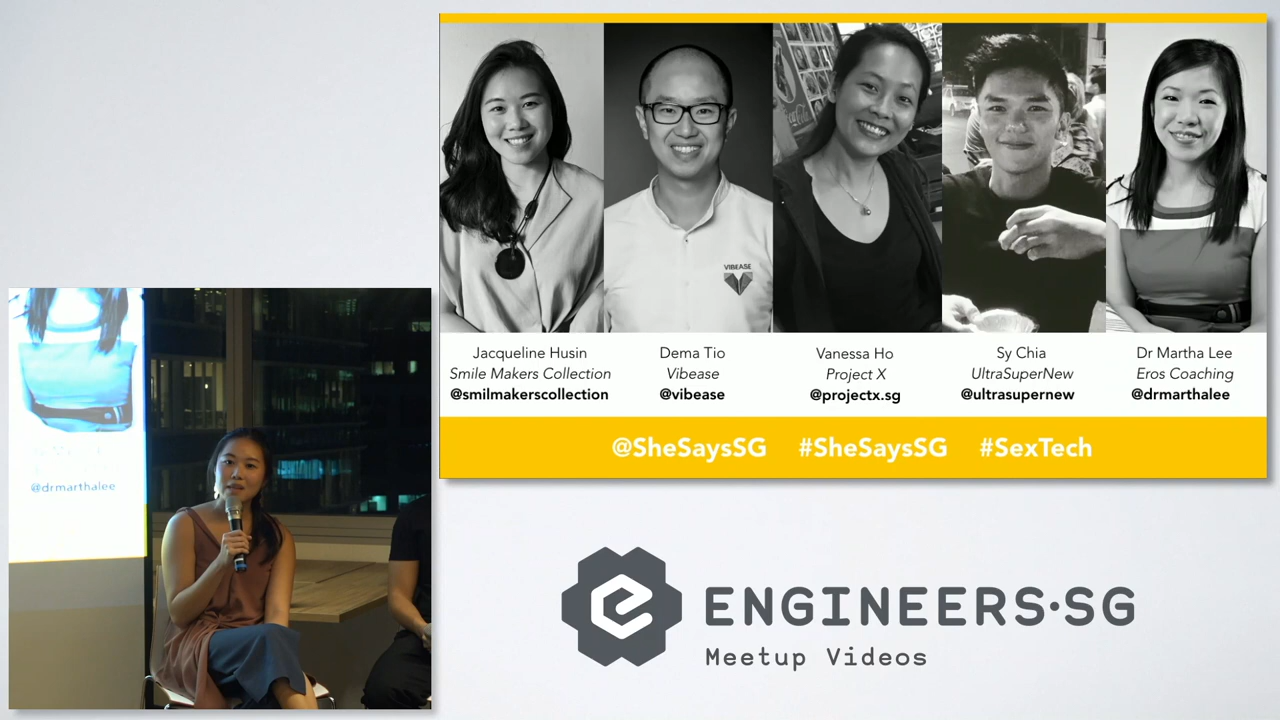 VIBEASE
Jacqueline Husin
Smile Makers Collection
@smilmakerscollection
Dema Tio
Vibease
@vibease
Vanessa Ho
Project X
@projectx.sg
Sy Chia
UltraSuperNew
@ultrasupernew
Dr Martha Lee
Eros Coaching
@drmarthalee
@SheSaysSG #SheSaysSG #SexTech
@drmarthalee
ENGINEERS·SG
Meetup Videos